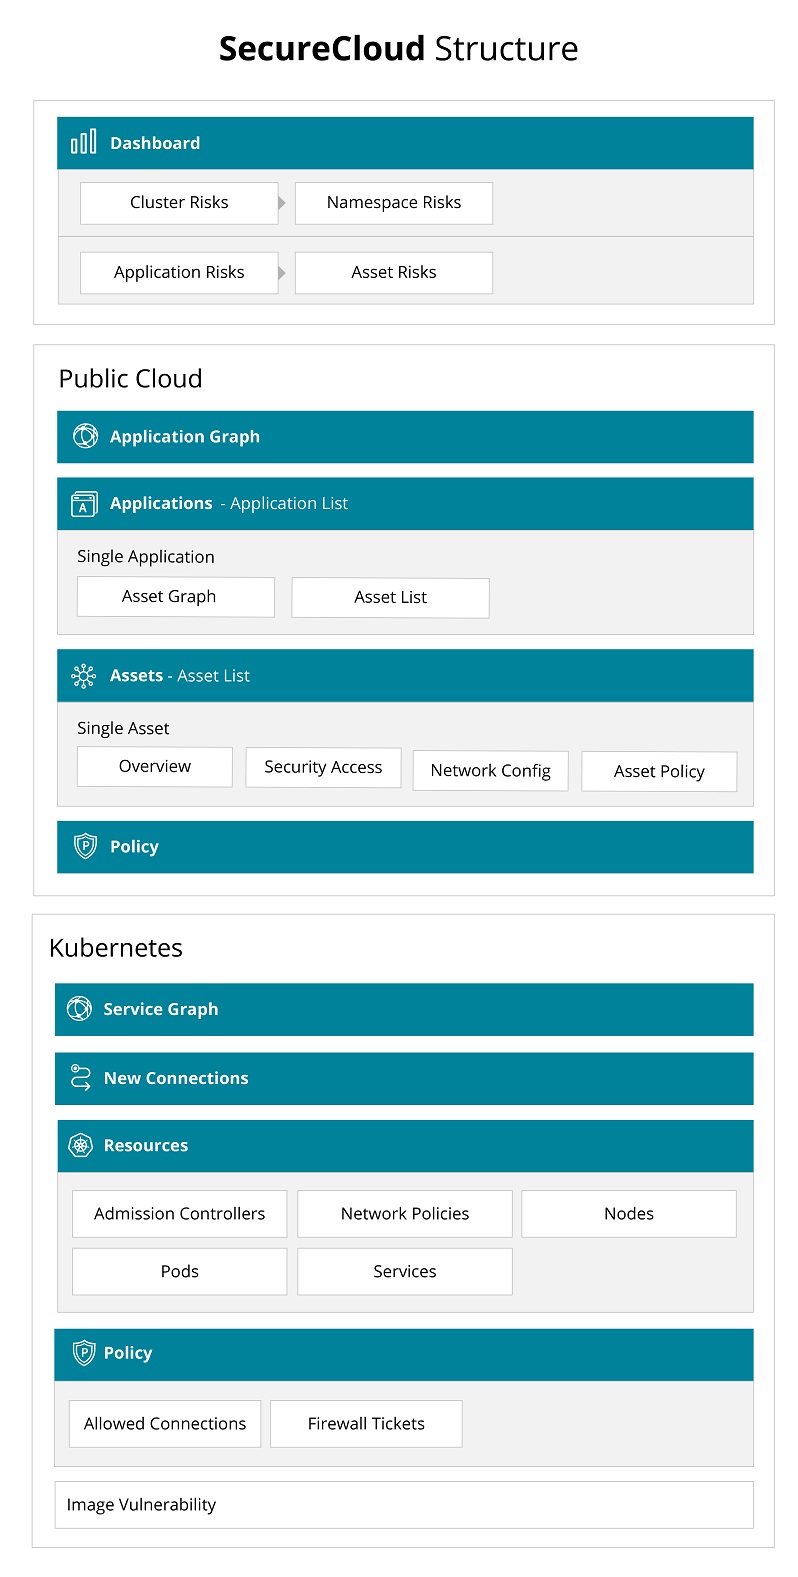 SecureCloud Structure
Dashboard
Cluster Risks
Namespace Risks
Application Risks
Asset Risks
Public Cloud
Application Graph
A
Applications - Application List
Single Application
Asset Graph
Asset List
Assets - Asset List
Single Asset
Overview
Security Access
Network Config
Asset Policy
P
Policy
Kubernetes
Service Graph
New Connections
Resources
Admission Controllers
Network Policies
Nodes
Pods
Services
P
Policy
Allowed Connections
Firewall Tickets
Image Vulnerability